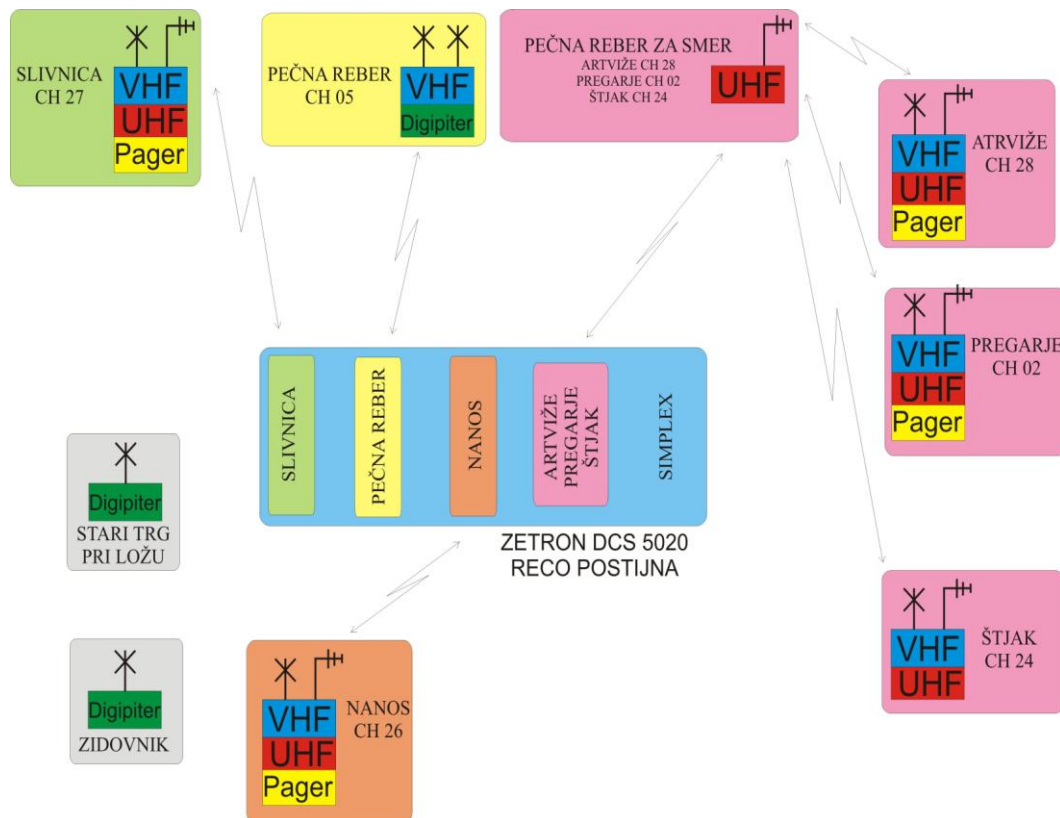 SLIVNICA
CH 27
VHF
UHF
Pager
PEČNA REBER
CH 05
VHF
Digipiter
PEČNA REBER ZA SMER
ARTVIŽE CH 28
PREGARJE CH 02
ŠTJAK CH 24
UHF
VHF
UHF
Pager
ATRVIŽE
CH 28
VHF
UHF
Pager
PREGARJE
CH 02
SLIVNICA
PEČNA REBER
NANOS
ARTVIŽE
PREGARJE
ŠTJAK
SIMPLEX
ZETRON DCS 5020
RECO POSTIJNA
Digipiter
STARI TRG
PRI LOŽU
Digipiter
ZIDOVNIK
VHF
UHF
Pager
NANOS
CH 26
VHF
UHF
ŠTJAK
CH 24